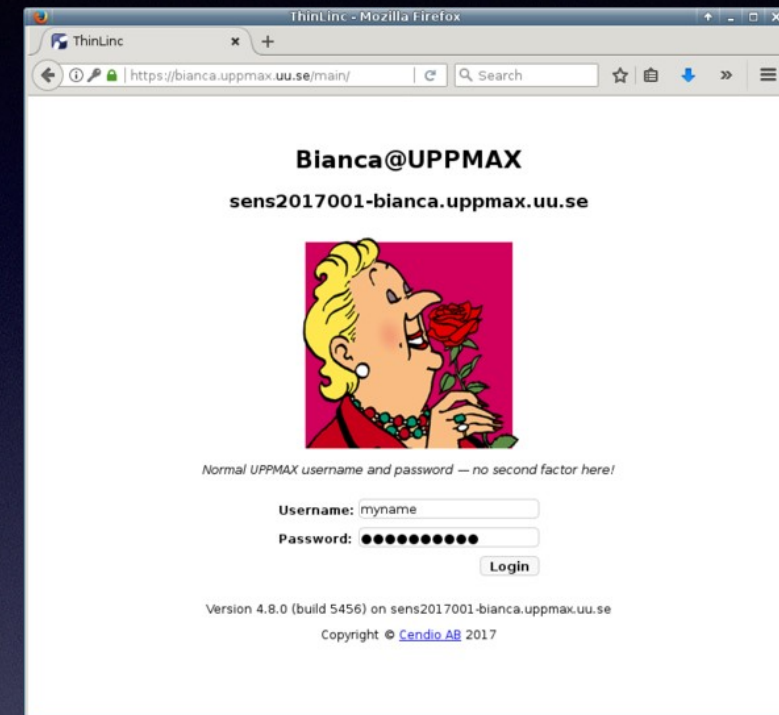 ThinLinc - Mozilla Firefox
ThinLinc
https://bianca.uppmax.uu.se/main/
Search
Bianca@UPPMAX
sens2017001-bianca.uppmax.uu.se
Normal UPPMAX username and password — no second factor here!
Username: myname
Password: ●●●●●●●●●●
Login
Version 4.8.0 (build 5456) on sens2017001-bianca.uppmax.uu.se
Copyright © Cendio AB 2017